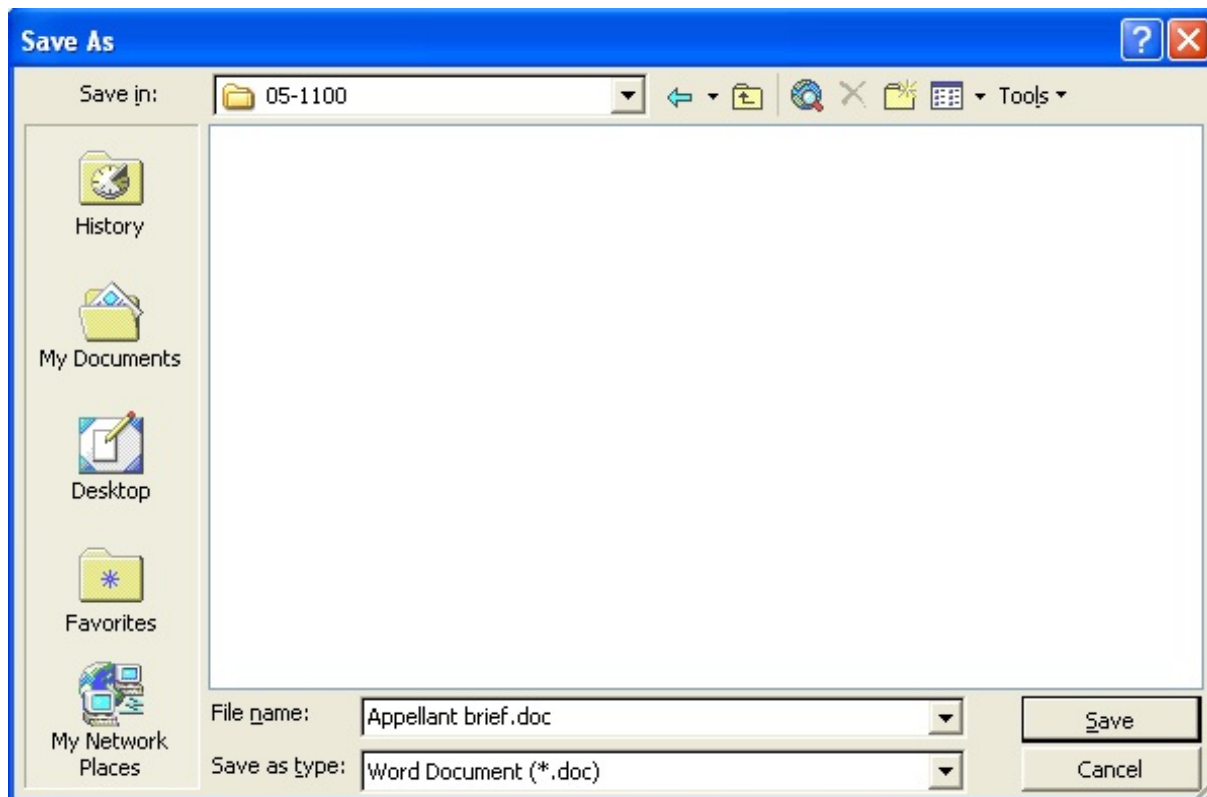 Save As
Save in:
05-1100
Tools
History
My Documents
Desktop
Favorites
My Network
Places
File name:
Appellant brief.doc
Save
Save as type:
Word Document (*.doc)
Cancel